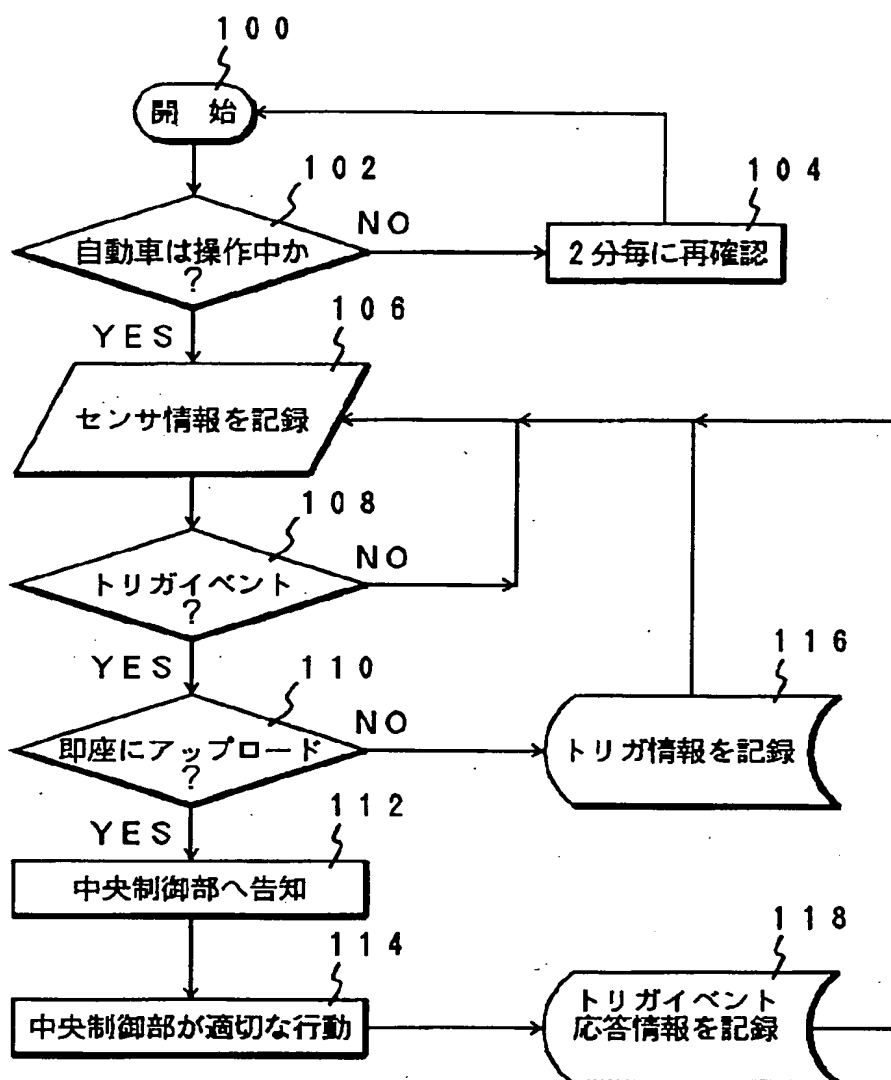 100
開 始
102
自動車は操作中か
?
NO
104
2分毎に再確認
YES
106
センサ情報を記録
108
トリガイベント
?
NO
YES
110
即座にアップロード
?
NO
116
トリガ情報を記録
YES
112
中央制御部へ告知
114
中央制御部が適切な行動
118
トリガイベント
応答情報を記録